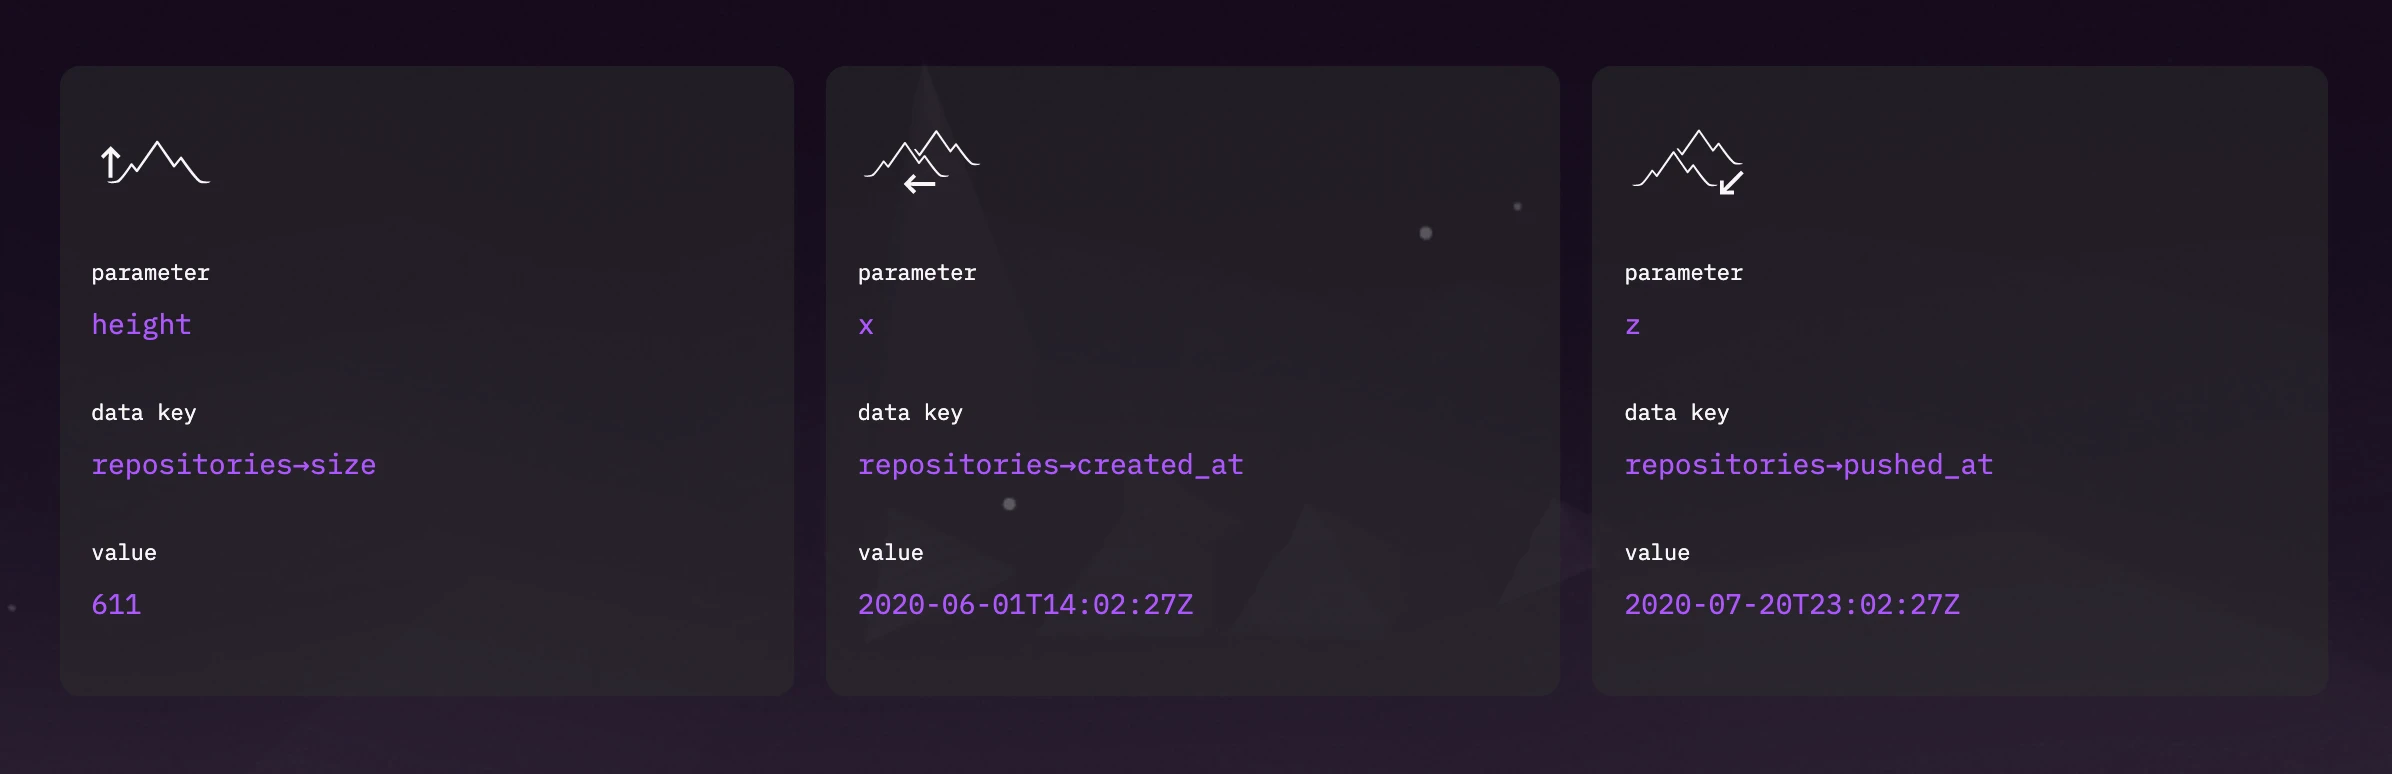 parameter
height
data key
repositories→size
value
611
parameter
x
data key
repositories→created_at
value
2020-06-01T14:02:27Z
parameter
z
data key
repositories→pushed_at
value
2020-07-20T23:02:27Z